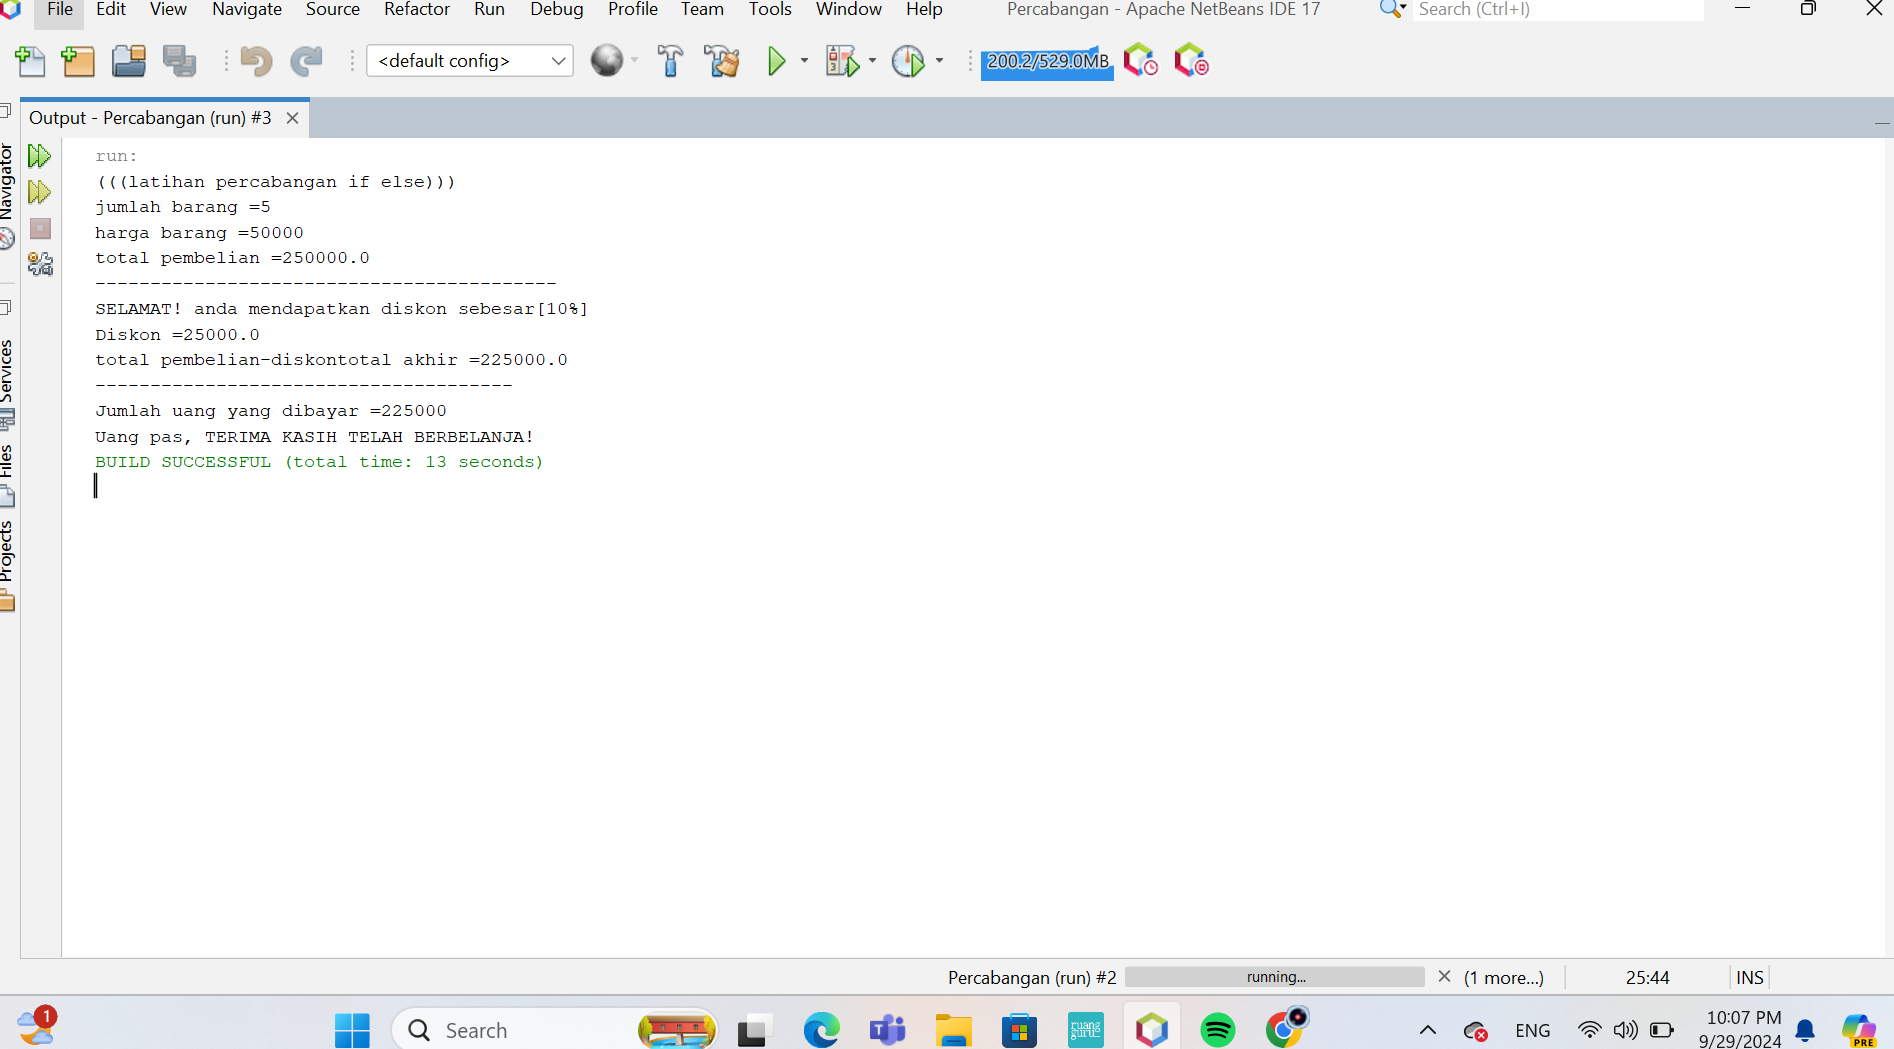 File Edit View Navigate Source Refactor Run Debug Profile Team Tools Window Help Percabangan - Apache NetBeans IDE 17 Search (Ctrl+I)
<default config> 200.2/529.0MB
Output - Percabangan (run) #3
Navigator
Services
Files
Projects
run:
(((latihan percabangan if else)))
jumlah barang =5
harga barang =50000
total pembelian =250000.0
------------------------------------------
SELAMAT! anda mendapatkan diskon sebesar[10%]
Diskon =25000.0
total pembelian-diskontotal akhir =225000.0
--------------------------------------
Jumlah uang yang dibayar =225000
Uang pas, TERIMA KASIH TELAH BERBELANJA!
BUILD SUCCESSFUL (total time: 13 seconds)
Percabangan (run) #2 running... (1 more...) 25:44 INS
1 Search ruang guru ENG 10:07 PM
9/29/2024 PRE